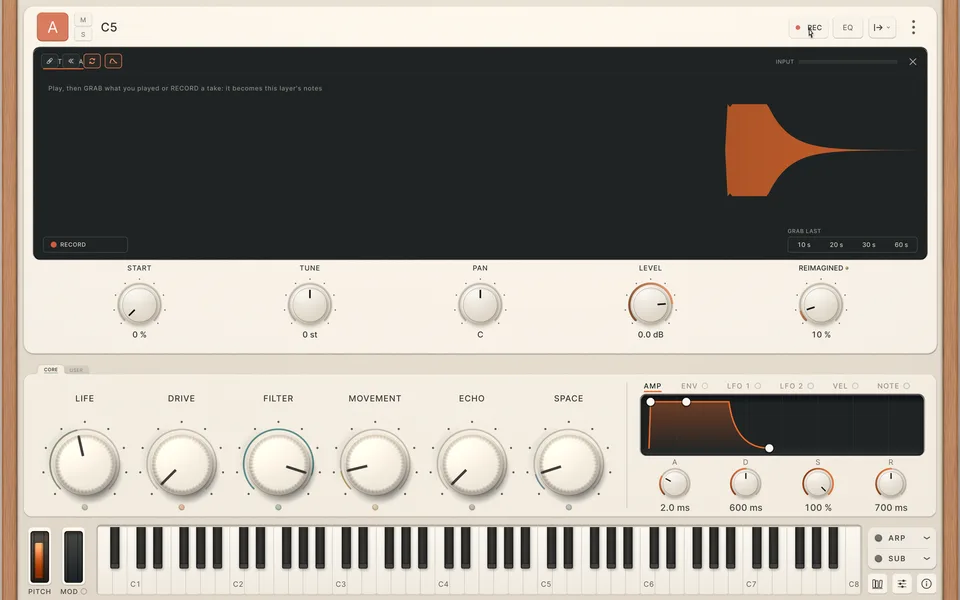 A
M
S
C5
REC
EQ
T
A
INPUT
Play, then GRAB what you played or RECORD a take: it becomes this layer's notes
GRAB LAST
RECORD
10 s 20 s 30 s 60 s
START TUNE PAN LEVEL REIMAGINED
0 % 0 st C 0.0 dB 10 %
CORE USER
LIFE DRIVE FILTER MOVEMENT ECHO SPACE
AMP ENV LFO 1 LFO 2 VEL NOTE
A D S R
2.0 ms 600 ms 100 % 700 ms
PITCH MOD
C1 C2 C3 C4 C5 C6 C7 C8
ARP
SUB